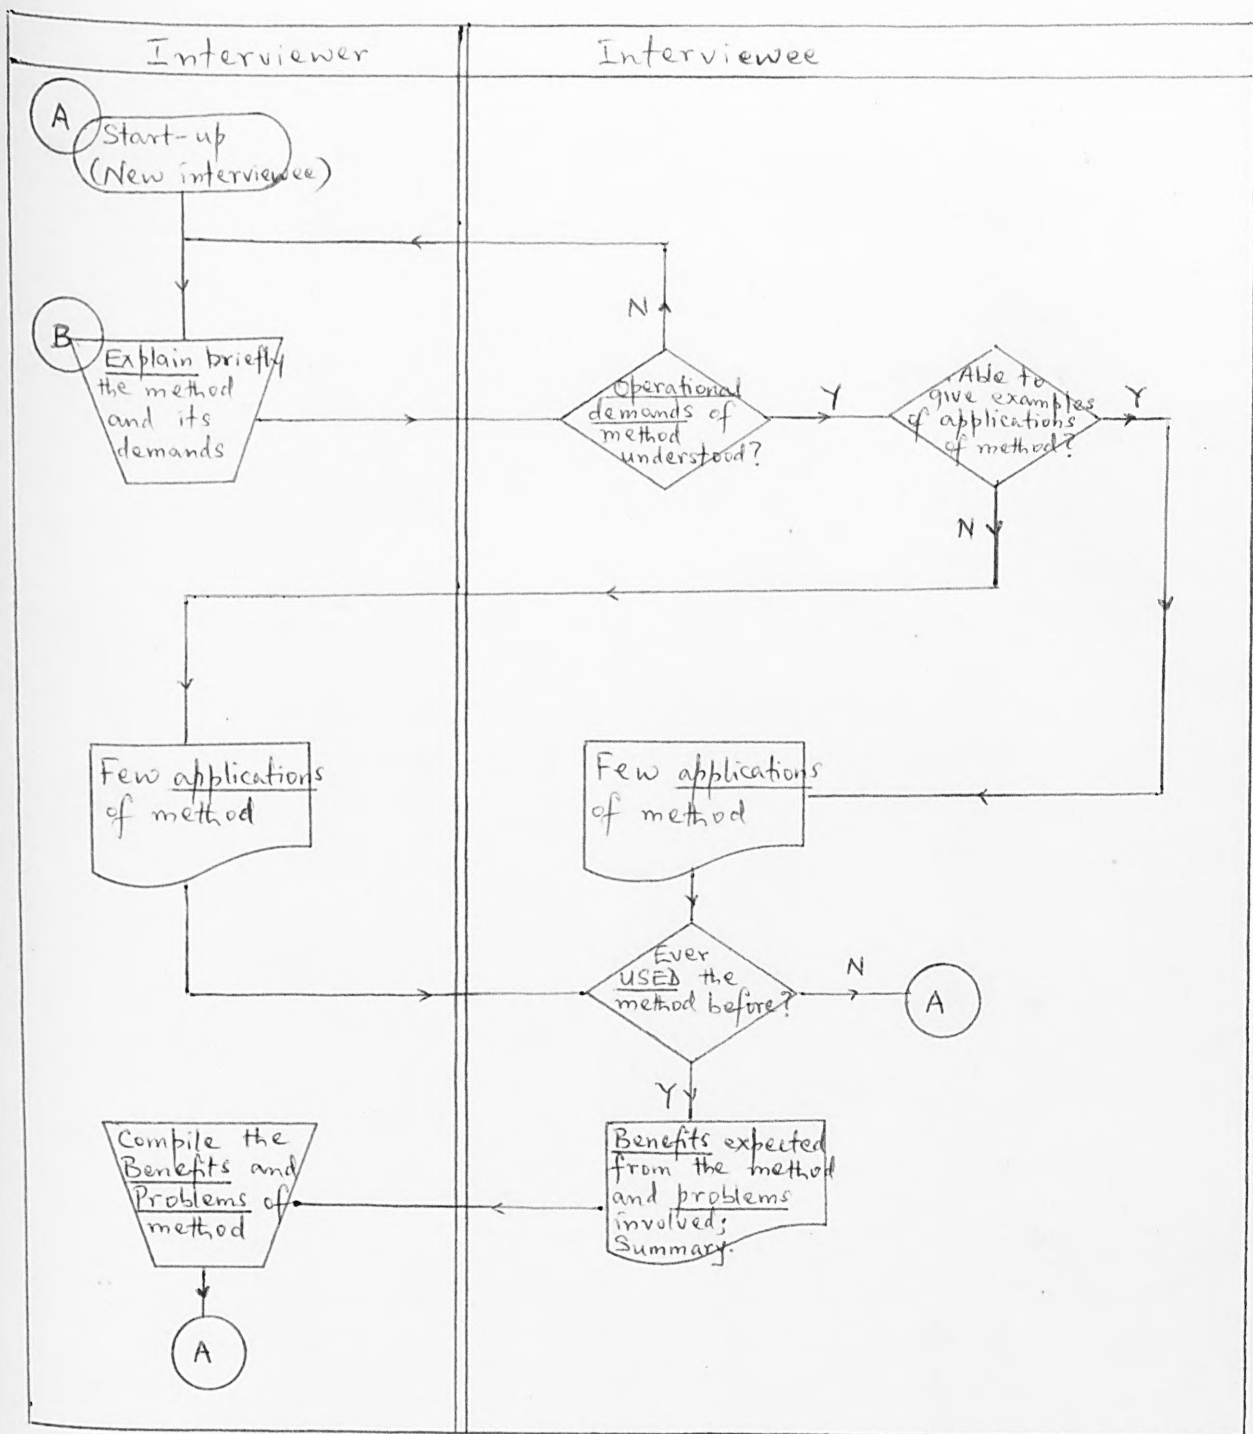 Interviewer
Interviewee
A
Start-up
(New interviewee)
N
B
Explain briefly
the method
and its
demands
Operational
demands of
method
understood?
Y
Able to
give examples
of applications
of method?
Y
N
Few applications
of method
Few applications
of method
Ever
USED the
method before?
N
A
Y
Compile the
Benefits and
Problems of
method
Benefits expected
from the method
and problems
involved;
Summary.
A